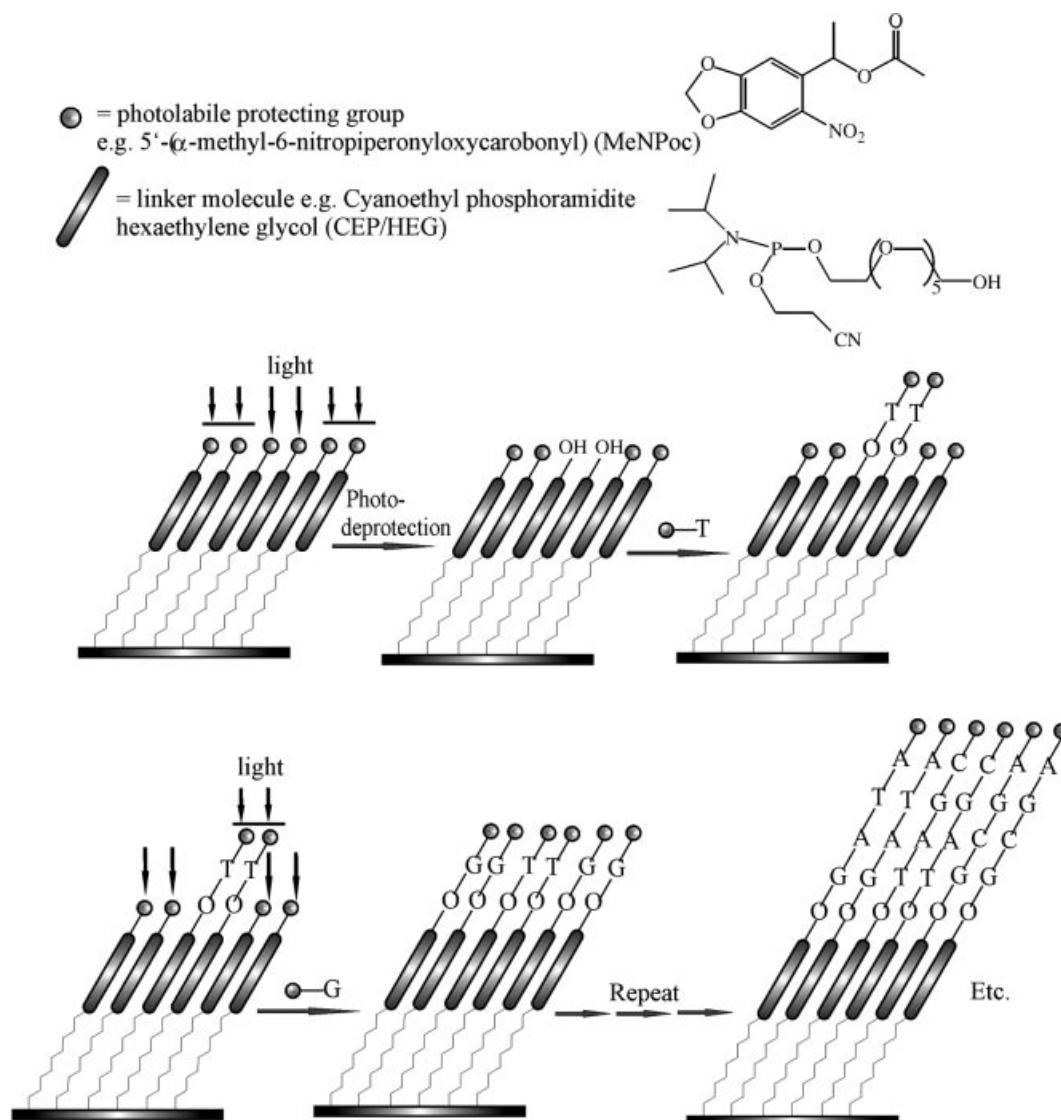 O
O
O
O
NO2
= photolabile protecting group
e.g. 5‘-(α-methyl-6-nitropiperonyloxycarobonyl) (MeNPoc)
= linker molecule e.g. Cyanoethyl phosphoramidite
hexaethylene glycol (CEP/HEG)
N P O O 5 OH
O
CN
light
T T
OH OH O O
Photo-
deprotection
T
light
T T
O O
G
G G T T G G
O O O O O O
Repeat
A A C C A A
T T G G G G
A A A A C C
G G T T G G
O O O O O O
Etc.